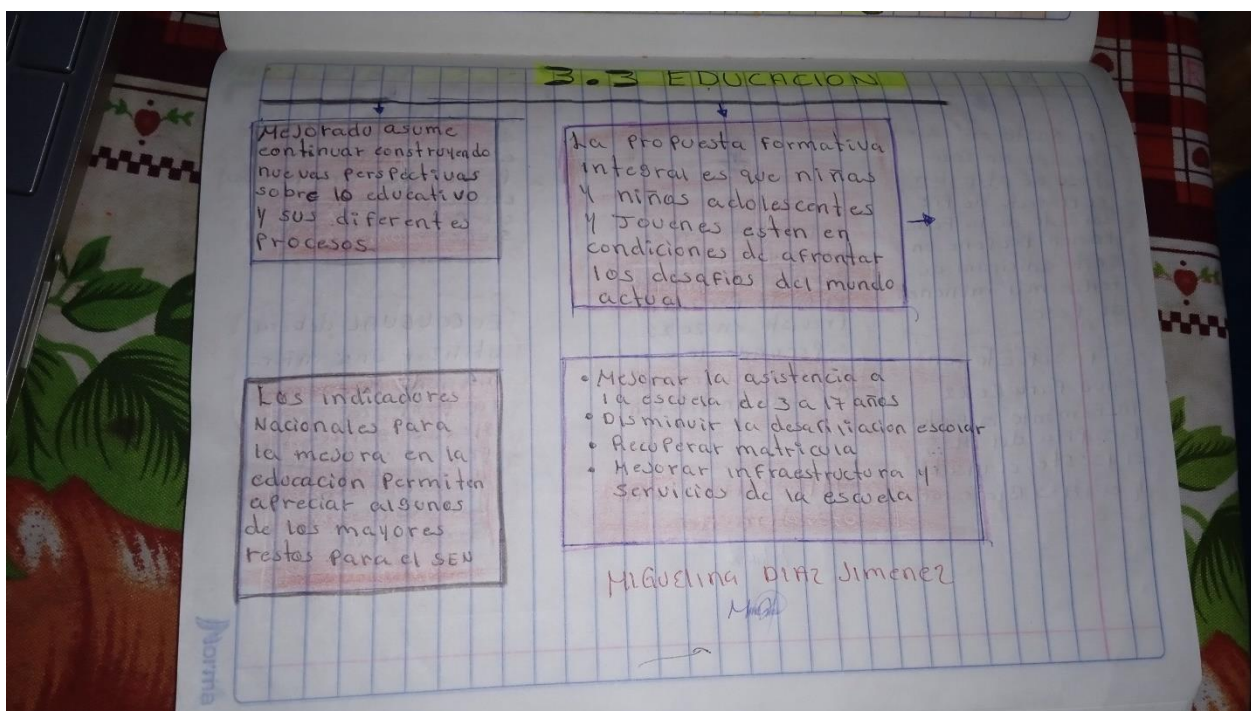 3.3 EDUCACION
Mejorado asume
continuar construyendo
nuevas perspectivas
sobre lo educativo
y sus diferentes
Procesos.
La Propuesta Formativa
integral es que niñas
y niños adolescentes
y Jovenes esten en
condiciones de afrontar
los desafios del mundo
actual.
Los indicadores
Nacionales Para
la mejora en la
educación Permiten
apreciar algunos
de los mayores
restos Para el SEN
• Mejorar la asistencia a
la escuela de 3 a 17 años
• Disminuir la desafiliacion escolar
• Recuperar matricula
• Mejorar infraestructura y
servicios de la escuela
MIGUElina DIAZ Jimenez
Norma